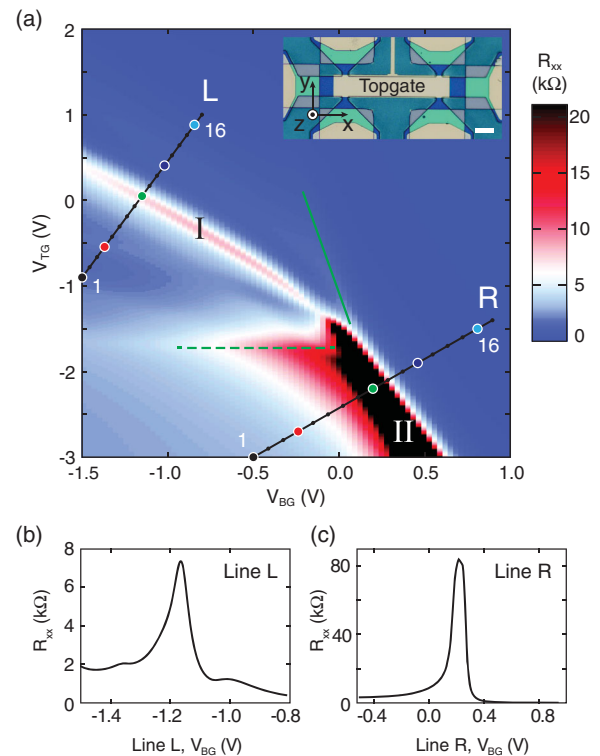 (a)
2
1
0
-1
-2
-3
V_TG (V)
-1.5
-1.0
-0.5
0.0
0.5
1.0
V_BG (V)
L
16
1
I
R
16
1
II
Topgate
y
z
x
R_xx
(kΩ)
20
15
10
5
0
(b)
Line L
8
6
4
2
0
R_xx (kΩ)
-1.4
-1.2
-1.0
-0.8
Line L, V_BG (V)
(c)
Line R
80
40
0
R_xx (kΩ)
-0.4
0.0
0.4
0.8
Line R, V_BG (V)